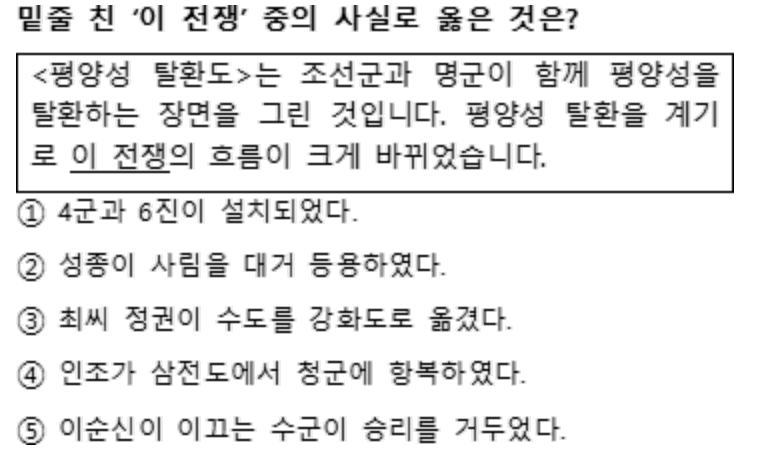 밑줄 친 ‘이 전쟁’ 중의 사실로 옳은 것은?
<평양성 탈환도>는 조선군과 명군이 함께 평양성을
탈환하는 장면을 그린 것입니다. 평양성 탈환을 계기
로 이 전쟁의 흐름이 크게 바뀌었습니다.
① 4군과 6진이 설치되었다.
② 성종이 사림을 대거 등용하였다.
③ 최씨 정권이 수도를 강화도로 옮겼다.
④ 인조가 삼전도에서 청군에 항복하였다.
⑤ 이순신이 이끄는 수군이 승리를 거두었다.